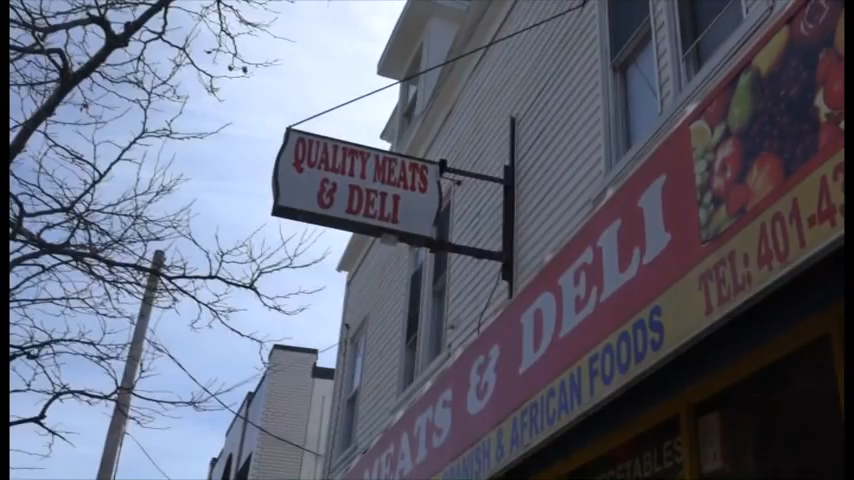 QUALITY MEATS
& DELI
MEATS & DELI
SPANISH & AFRICAN FOODS TEL: 401-43
VEGETABLES